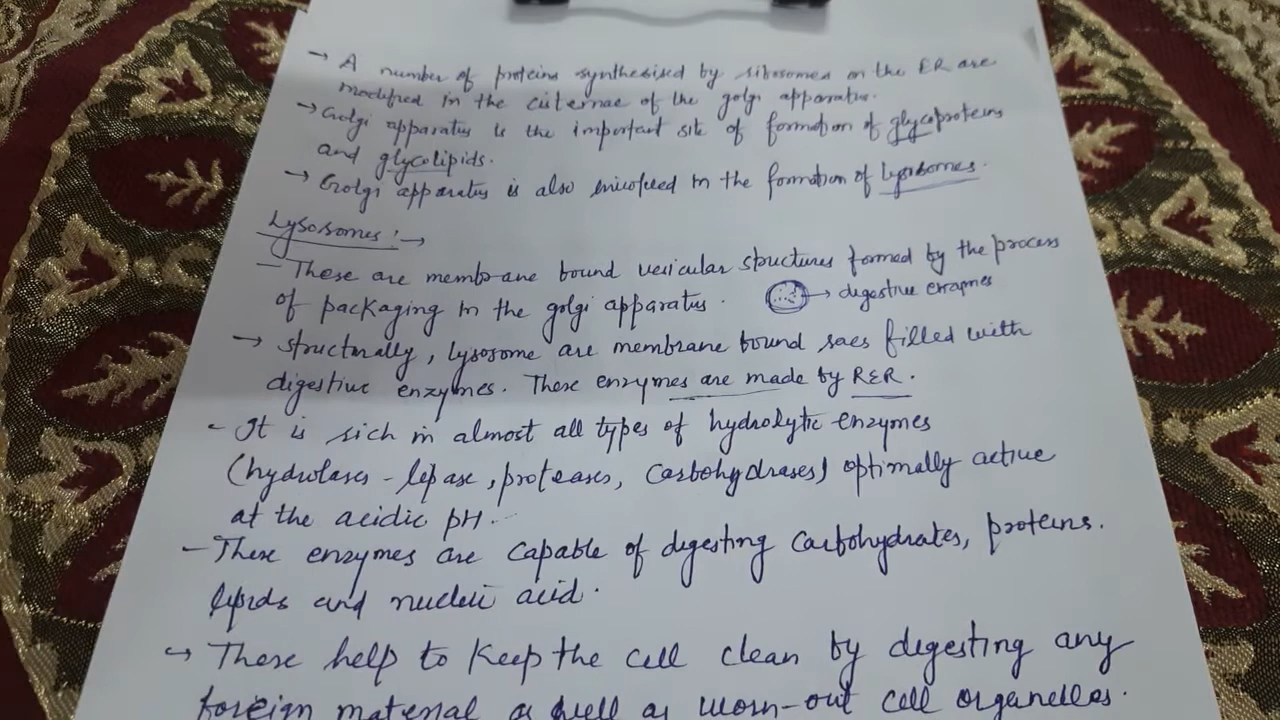 → A number of proteins synthesised by ribosomes on the ER are
modified in the cisternae of the golgi apparatus.
→ Golgi apparatus is the important site of formation of glycoproteins
and glycolipids.
→ Golgi apparatus is also involved in the formation of lysosomes.
Lysosomes :→
- These are membrane bound vesicular structures formed by the process
of packaging in the golgi apparatus.
→ digestive enzymes
→ structurally, lysosome are membrane bound sacs filled with
digestive enzymes. These enzymes are made by RER.
- It is rich in almost all types of hydrolytic enzymes
(hydrolases - lepase, proteases, carbohydrases) optimally active
at the acidic pH.
- These enzymes are capable of digesting carbohydrates, proteins.
lipids and nucleic acid.
→ These help to keep the cell clean by digesting any
foreign material as well as worn-out cell organelles.